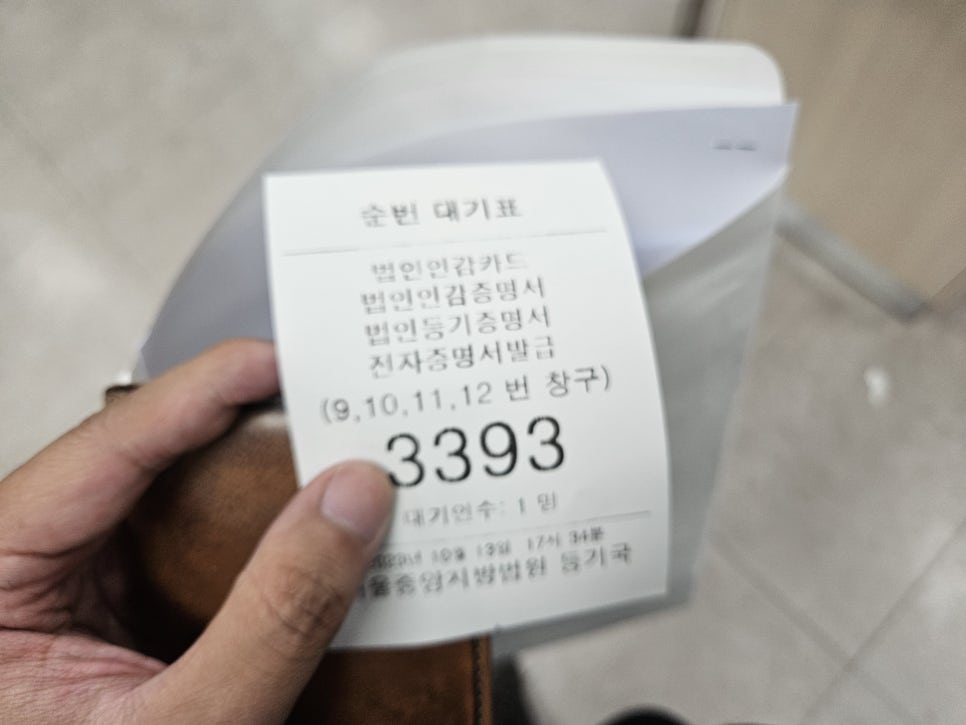 순번 대기표
법인인감카드
법인인감증명서
법인등기증명서
전자증명서발급
(9,10,11,12 번 창구)
3393
대기인수: 1 명
10월 13일 17시 34분
서울중앙지방법원 등기국